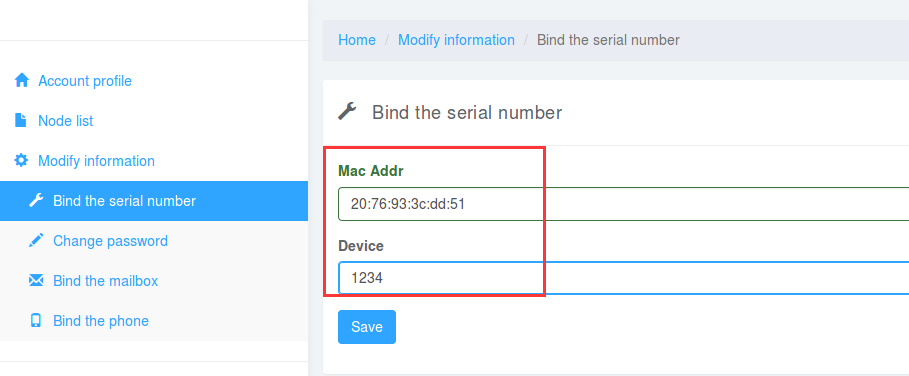 Home / Modify information / Bind the serial number
Account profile
Node list
Modify information
Bind the serial number
Change password
Bind the mailbox
Bind the phone
Bind the serial number
Mac Addr
20:76:93:3c:dd:51
Device
1234
Save